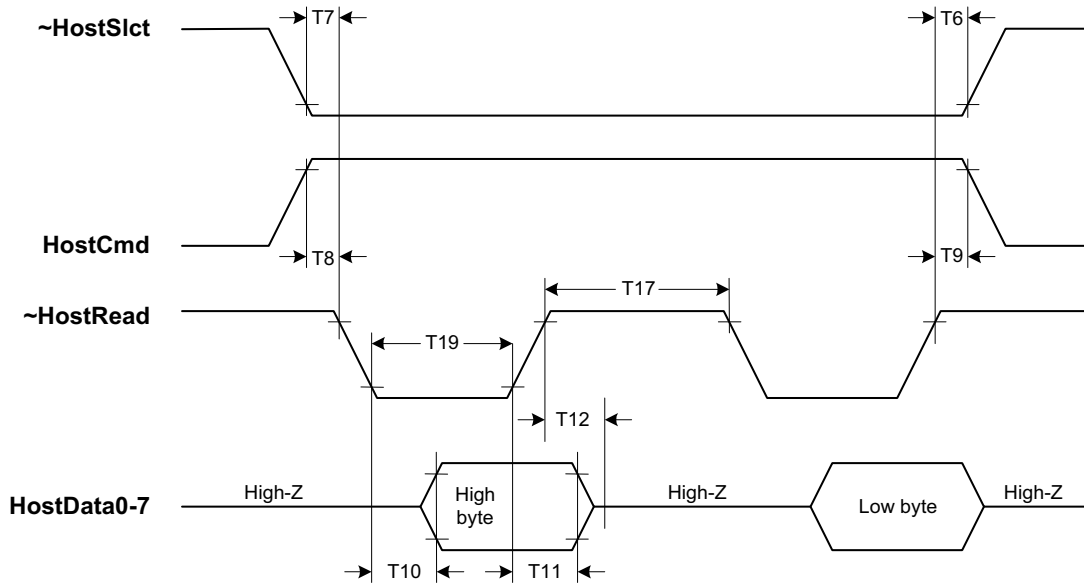 ~HostSlct
T7
T6
HostCmd
T8
T9
~HostRead
T17
T19
T12
HostData0-7
High-Z
High
byte
High-Z
Low byte
High-Z
T10
T11